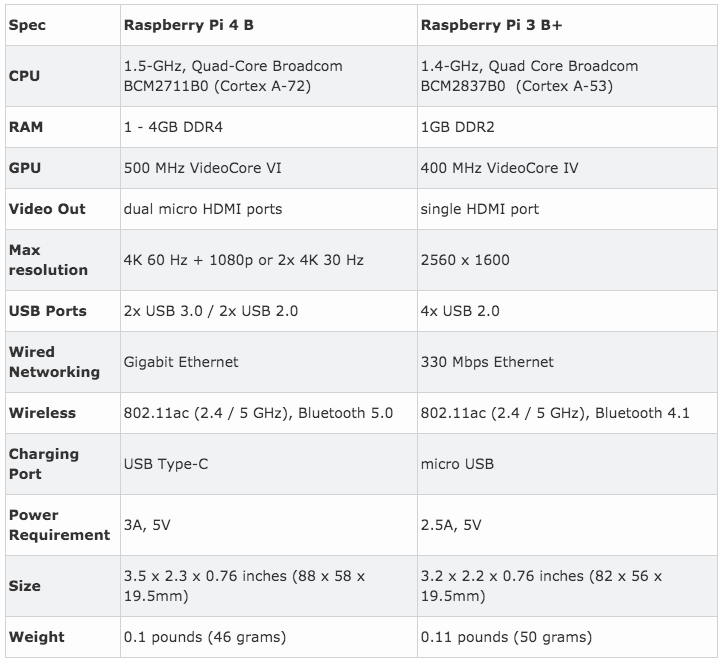 Spec Raspberry Pi 4 B Raspberry Pi 3 B+
CPU 1.5-GHz, Quad-Core Broadcom BCM2711B0 (Cortex A-72) 1.4-GHz, Quad Core Broadcom BCM2837B0 (Cortex A-53)
RAM 1 - 4GB DDR4 1GB DDR2
GPU 500 MHz VideoCore VI 400 MHz VideoCore IV
Video Out dual micro HDMI ports single HDMI port
Max resolution 4K 60 Hz + 1080p or 2x 4K 30 Hz 2560 x 1600
USB Ports 2x USB 3.0 / 2x USB 2.0 4x USB 2.0
Wired Networking Gigabit Ethernet 330 Mbps Ethernet
Wireless 802.11ac (2.4 / 5 GHz), Bluetooth 5.0 802.11ac (2.4 / 5 GHz), Bluetooth 4.1
Charging Port USB Type-C micro USB
Power Requirement 3A, 5V 2.5A, 5V
Size 3.5 x 2.3 x 0.76 inches (88 x 58 x 19.5mm) 3.2 x 2.2 x 0.76 inches (82 x 56 x 19.5mm)
Weight 0.1 pounds (46 grams) 0.11 pounds (50 grams)